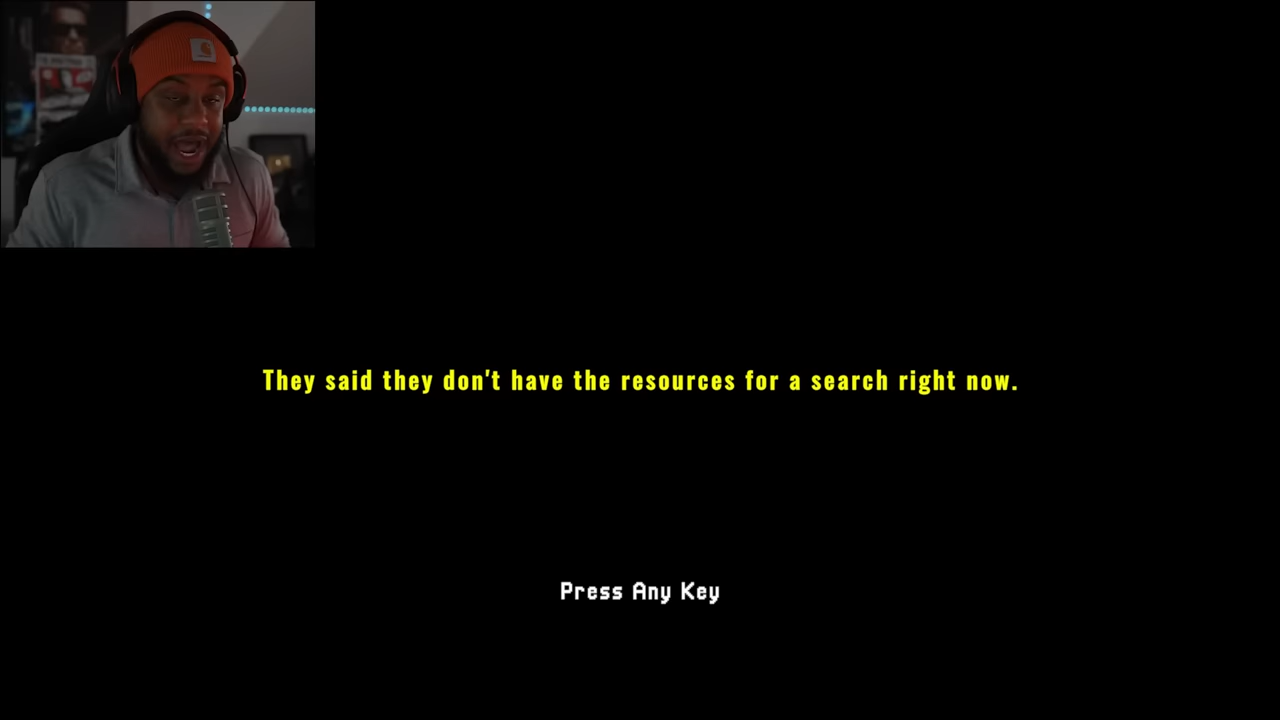 They said they don't have the resources for a search right now.
Press Any Key